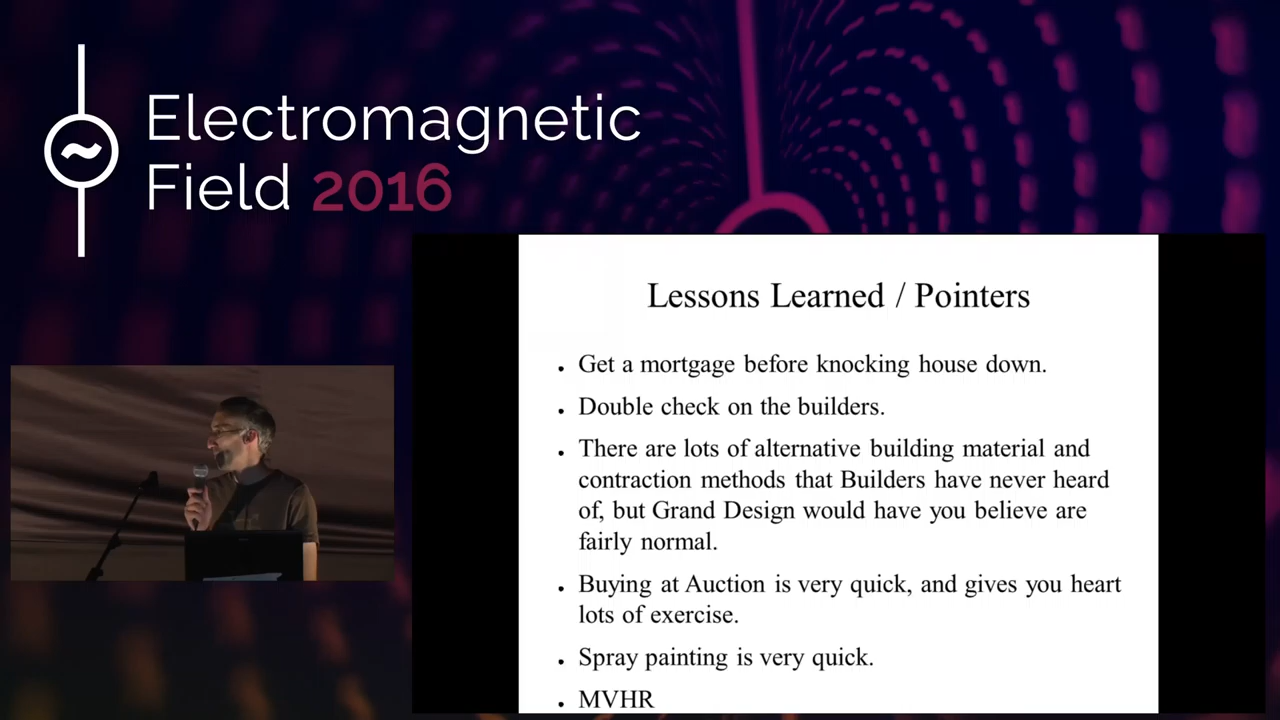 Electromagnetic
Field 2016
Lessons Learned / Pointers
• Get a mortgage before knocking house down.
• Double check on the builders.
• There are lots of alternative building material and
contraction methods that Builders have never heard
of, but Grand Design would have you believe are
fairly normal.
• Buying at Auction is very quick, and gives you heart
lots of exercise.
• Spray painting is very quick.
• MVHR